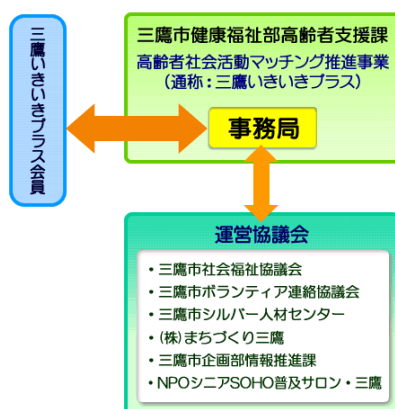 三鷹いきいきプラス会員
三鷹市健康福祉部高齢者支援課
高齢者社会活動マッチング推進事業
（通称：三鷹いきいきプラス）
事務局
運営協議会
・三鷹市社会福祉協議会
・三鷹市ボランティア連絡協議会
・三鷹市シルバー人材センター
・(株)まちづくり三鷹
・三鷹市企画部情報推進課
・NPOシニアSOHO普及サロン・三鷹